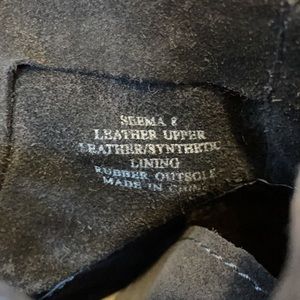 SEEMA 8
LEATHER UPPER
LEATHER/SYNTHETIC
LINING
RUBBER OUTSOLE
MADE IN CHINA